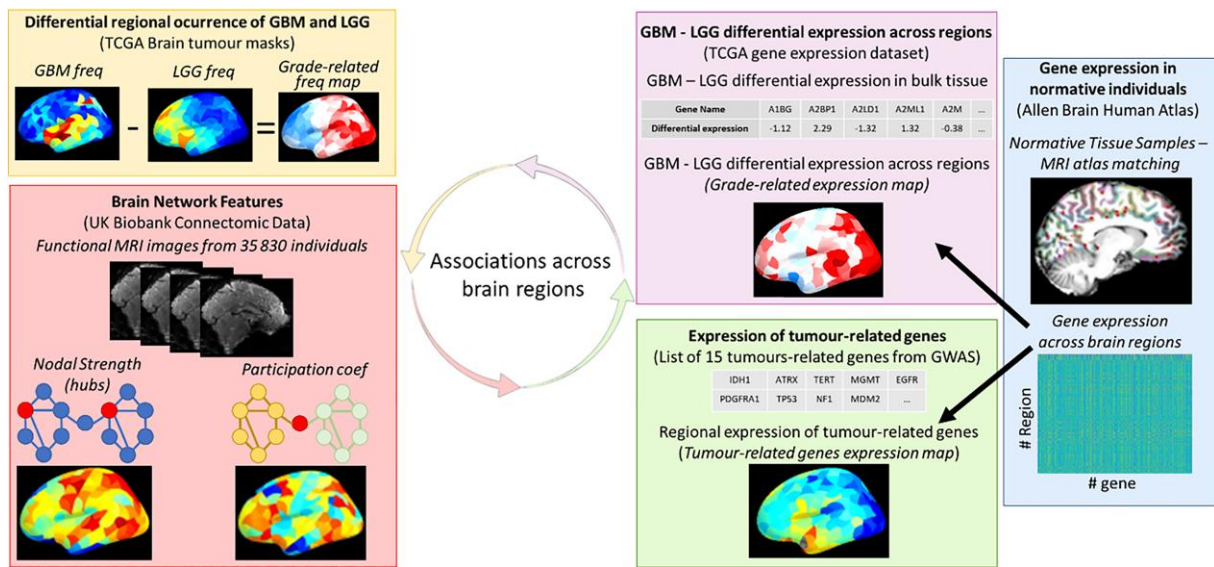 Differential regional ocurrence of GBM and LGG
(TCGA Brain tumour masks)
GBM freq
LGG freq
Grade-related
freq map
-
=
Brain Network Features
(UK Biobank Connectomic Data)
Functional MRI images from 35 830 individuals
Nodal Strength
(hubs)
Participation coef
Associations across
brain regions
GBM - LGG differential expression across regions
(TCGA gene expression dataset)
GBM – LGG differential expression in bulk tissue
Gene Name A1BG A2BP1 A2LD1 A2ML1 A2M ...
Differential expression -1.12 2.29 -1.32 1.32 -0.38 ...
GBM - LGG differential expression across regions
(Grade-related expression map)
Expression of tumour-related genes
(List of 15 tumours-related genes from GWAS)
IDH1 ATRX TERT MGMT EGFR
PDGFRA1 TP53 NF1 MDM2 ...
Regional expression of tumour-related genes
(Tumour-related genes expression map)
Gene expression in
normative individuals
(Allen Brain Human Atlas)
Normative Tissue Samples –
MRI atlas matching
Gene expression
across brain regions
# Region
# gene